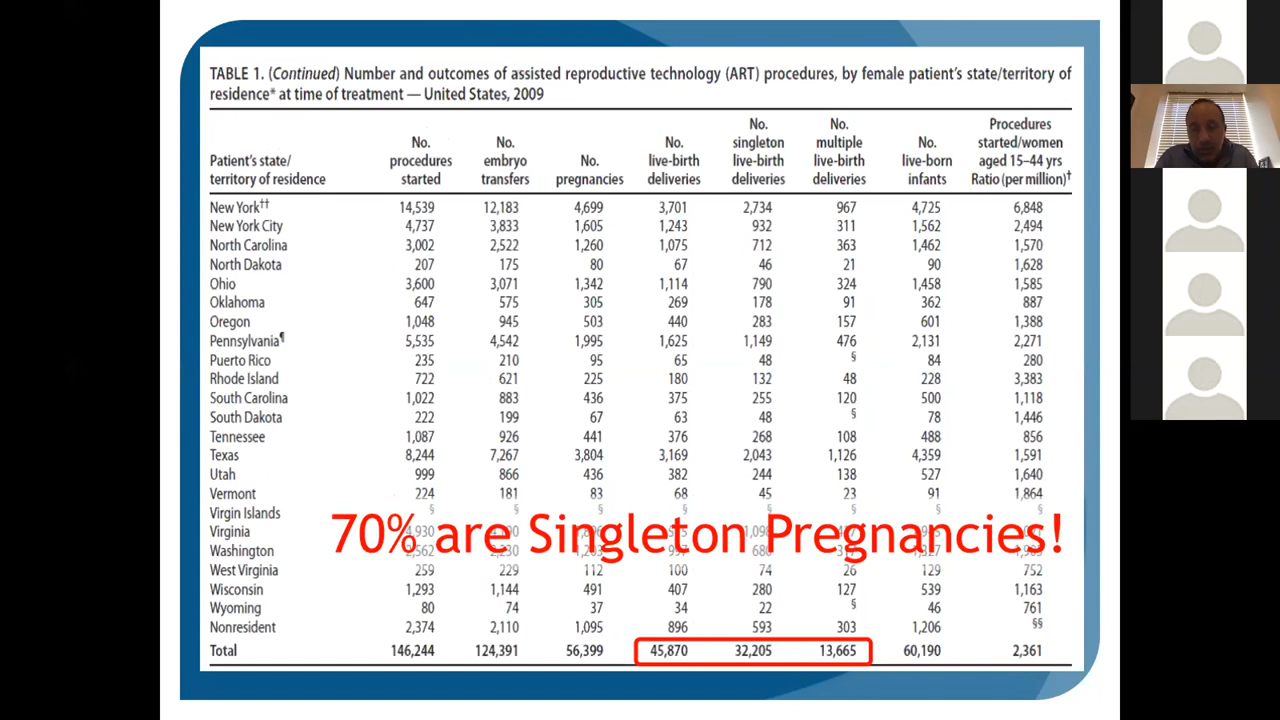 TABLE 1. (Continued) Number and outcomes of assisted reproductive technology (ART) procedures, by female patient's state/territory of
residence* at time of treatment — United States, 2009
Patient's state/ territory of residence No. procedures started No. embryo transfers No. pregnancies No. live-birth deliveries No. singleton live-birth deliveries No. multiple live-birth deliveries No. live-born infants Procedures started/women aged 15–44 yrs Ratio (per million)†
New York†† 14,539 12,183 4,699 3,701 2,734 967 4,725 6,848
New York City 4,737 3,833 1,605 1,243 932 311 1,562 2,494
North Carolina 3,002 2,522 1,260 1,075 712 363 1,462 1,570
North Dakota 207 175 80 67 46 21 90 1,628
Ohio 3,600 3,071 1,342 1,114 790 324 1,458 1,585
Oklahoma 647 575 305 269 178 91 362 887
Oregon 1,048 945 503 440 283 157 601 1,388
Pennsylvania¶ 5,535 4,542 1,995 1,625 1,149 476 2,131 2,271
Puerto Rico 235 210 95 65 48 § 84 280
Rhode Island 722 621 225 180 132 48 228 3,383
South Carolina 1,022 883 436 375 255 120 500 1,118
South Dakota 222 199 67 63 48 § 78 1,446
Tennessee 1,087 926 441 376 268 108 488 856
Texas 8,244 7,267 3,804 3,169 2,043 1,126 4,359 1,591
Utah 999 866 436 382 244 138 527 1,640
Vermont 224 181 83 68 45 23 91 1,864
Virgin Islands § § § § § § § §
70% are Singleton Pregnancies!
Virginia
Washington
West Virginia 259 229 112 100 74 26 129 752
Wisconsin 1,293 1,144 491 407 280 127 539 1,163
Wyoming 80 74 37 34 22 § 46 761
Nonresident 2,374 2,110 1,095 896 593 303 1,206 §§
Total 146,244 124,391 56,399 45,870 32,205 13,665 60,190 2,361